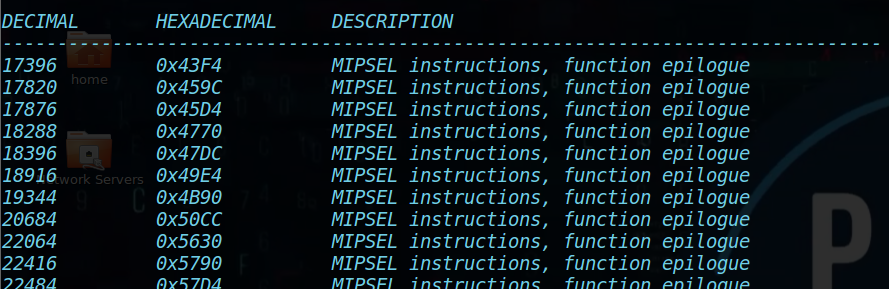 DECIMAL HEXADECIMAL DESCRIPTION
--------------------------------------------------------------------------------
17396 0x43F4 MIPSEL instructions, function epilogue
home
17820 0x459C MIPSEL instructions, function epilogue
17876 0x45D4 MIPSEL instructions, function epilogue
18288 0x4770 MIPSEL instructions, function epilogue
18396 0x47DC MIPSEL instructions, function epilogue
18916 0x49E4 MIPSEL instructions, function epilogue
twork Servers
19344 0x4B90 MIPSEL instructions, function epilogue
20684 0x50CC MIPSEL instructions, function epilogue
22064 0x5630 MIPSEL instructions, function epilogue
22416 0x5790 MIPSEL instructions, function epilogue
22484 0x57D4 MIPSEL instructions, function epilogue
P